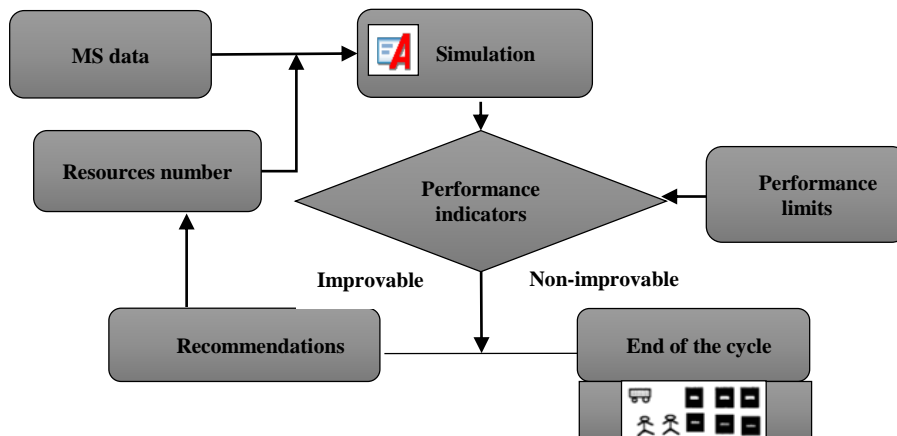 MS data
Simulation
Resources number
Performance
indicators
Performance
limits
Improvable
Non-improvable
Recommendations
End of the cycle